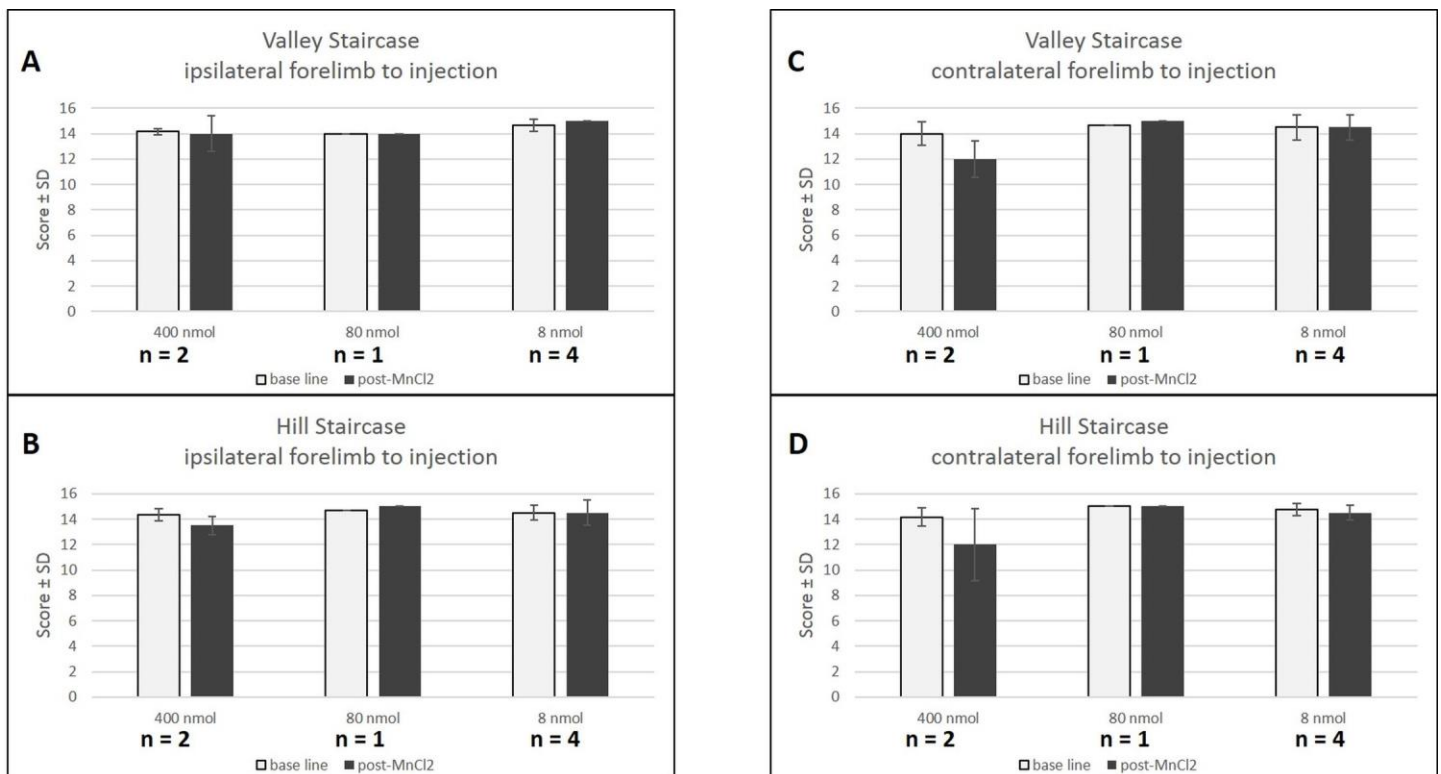 A
Valley Staircase
ipsilateral forelimb to injection
Score ± SD
16
14
12
10
8
6
4
2
0
400 nmol 80 nmol 8 nmol
n = 2 n = 1 n = 4
base line post-MnCl2
B
Hill Staircase
ipsilateral forelimb to injection
Score ± SD
16
14
12
10
8
6
4
2
0
400 nmol 80 nmol 8 nmol
n = 2 n = 1 n = 4
base line post-MnCl2
C
Valley Staircase
contralateral forelimb to injection
Score ± SD
16
14
12
10
8
6
4
2
0
400 nmol 80 nmol 8 nmol
n = 2 n = 1 n = 4
base line post-MnCl2
D
Hill Staircase
contralateral forelimb to injection
Score ± SD
16
14
12
10
8
6
4
2
0
400 nmol 80 nmol 8 nmol
n = 2 n = 1 n = 4
base line post-MnCl2